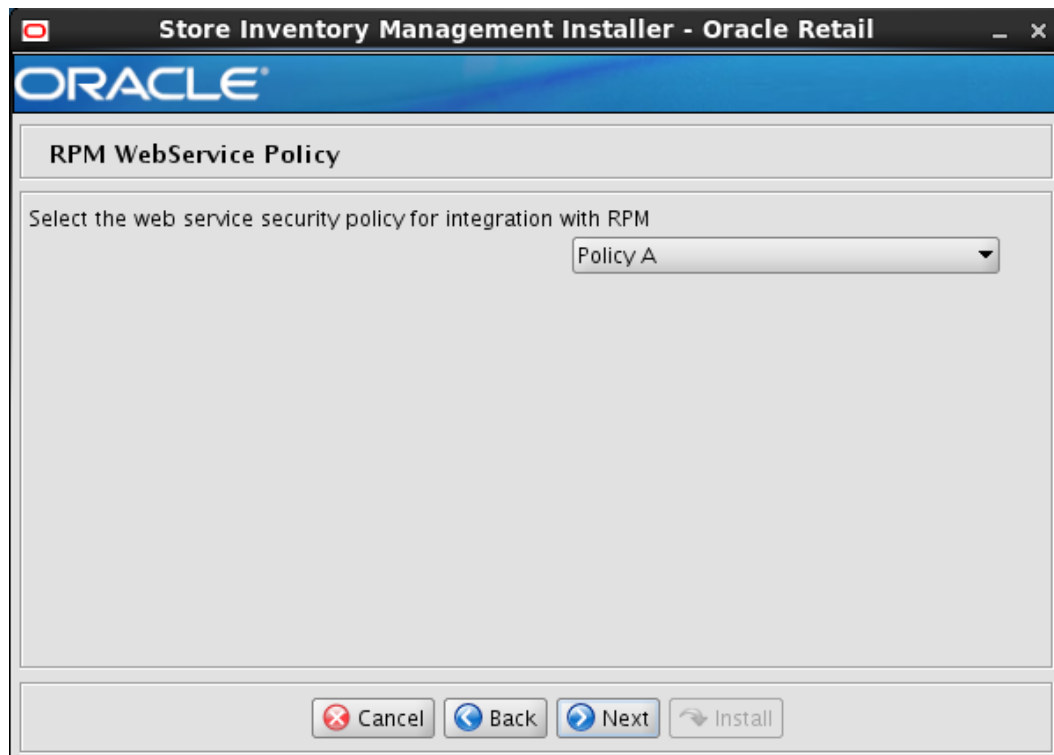 Store Inventory Management Installer - Oracle Retail
ORACLE®
RPM WebService Policy
Select the web service security policy for integration with RPM
Policy A
Cancel Back Next Install